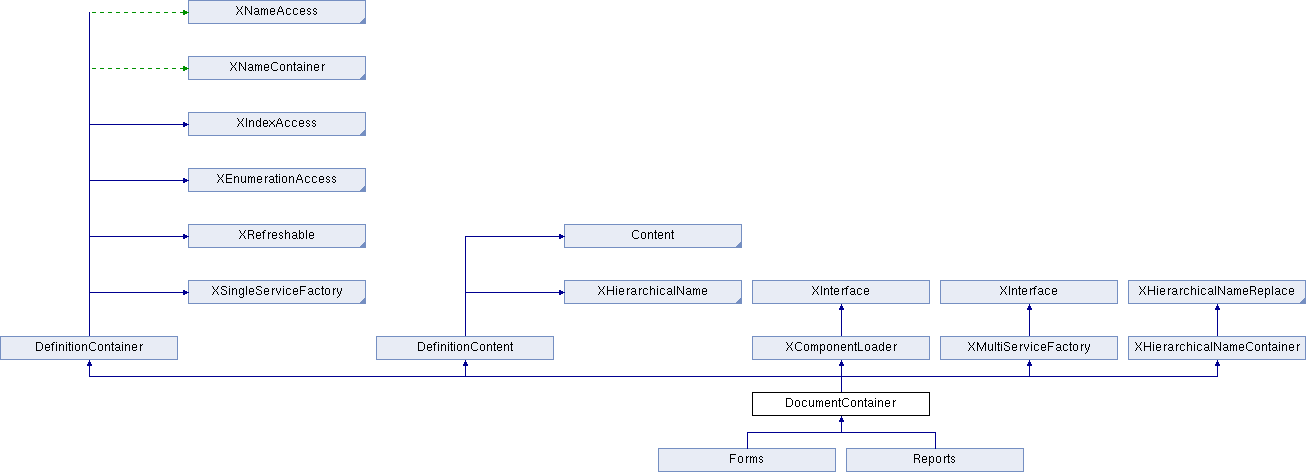 XNameAccess
XNameContainer
XIndexAccess
XEnumerationAccess
XRefreshable
Content
XSingleServiceFactory
XHierarchicalName
XInterface
XInterface
XHierarchicalNameReplace
DefinitionContainer
DefinitionContent
XComponentLoader
XMultiServiceFactory
XHierarchicalNameContainer
DocumentContainer
Forms
Reports